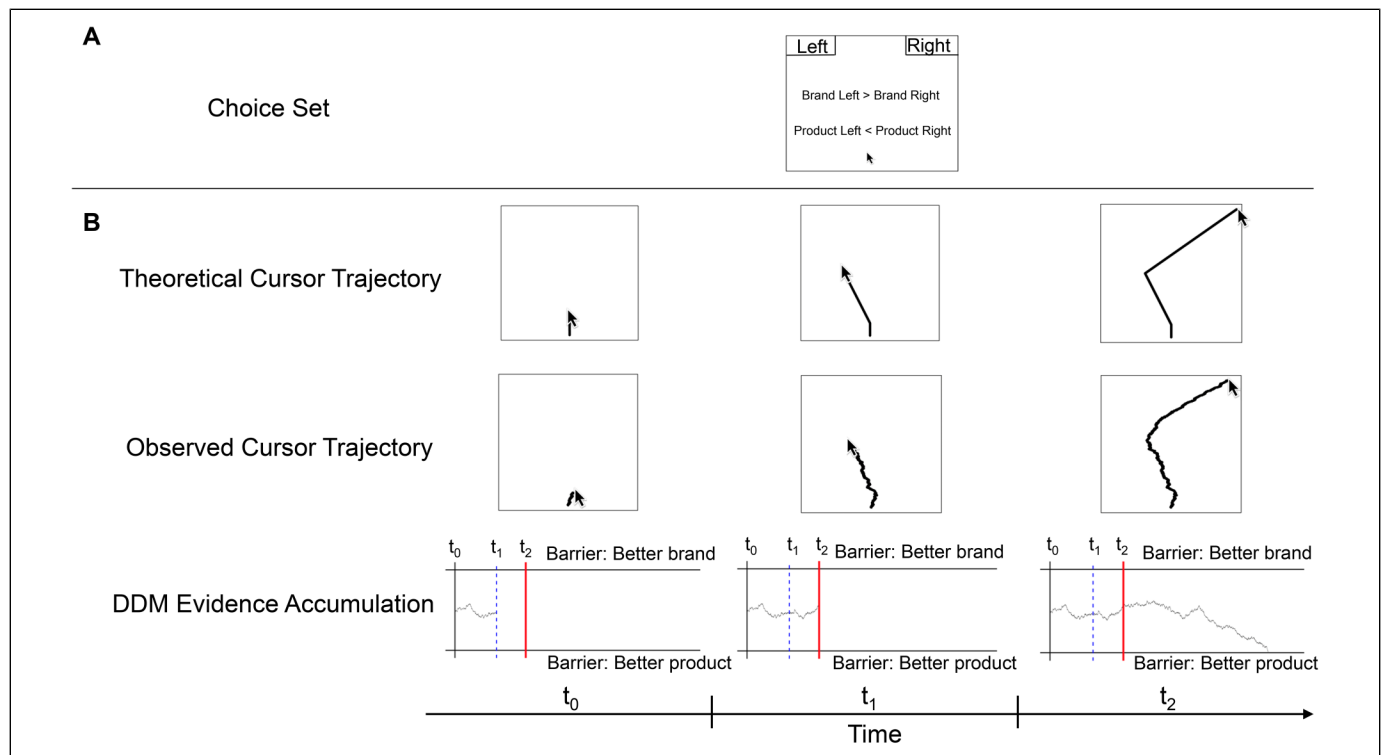 A
Left Right
Choice Set
Brand Left > Brand Right
Product Left < Product Right
B
Theoretical Cursor Trajectory
Observed Cursor Trajectory
DDM Evidence Accumulation
t₀ t₁ t₂ Barrier: Better brand
Barrier: Better product
t₀ t₁ t₂ Barrier: Better brand
Barrier: Better product
t₀ t₁ t₂ Barrier: Better brand
Barrier: Better product
t₀ t₁ t₂
Time